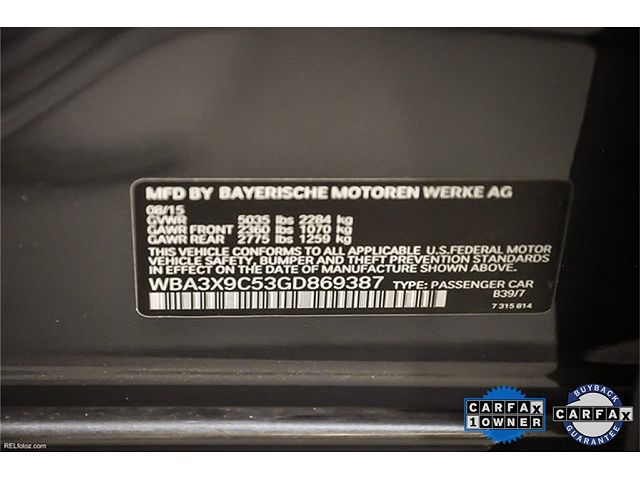 MFD BY BAYERISCHE MOTOREN WERKE AG
08/15
GVWR 5035 lbs 2284 kg
GAWR FRONT 2360 lbs 1070 kg
GAWR REAR 2775 lbs 1259 kg
THIS VEHICLE CONFORMS TO ALL APPLICABLE U.S.FEDERAL MOTOR
VEHICLE SAFETY, BUMPER AND THEFT PREVENTION STANDARDS
IN EFFECT ON THE DATE OF MANUFACTURE SHOWN ABOVE.
WBA3X9C53GD869387 TYPE: PASSENGER CAR
B39/7
7 315 814
CARFAX
1 OWNER
BUYBACK
CARFAX
GUARANTEE
RELfotoz.com